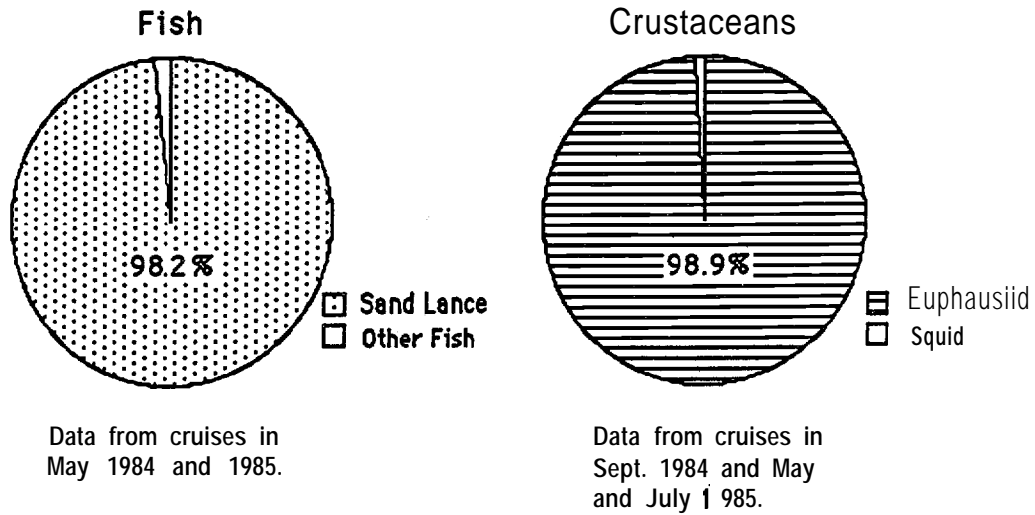 Fish
98.2%
Sand Lance
Other Fish
Data from cruises in
May 1984 and 1985.
Crustaceans
98.9%
Euphausiid
Squid
Data from cruises in
Sept. 1984 and May
and July 1 985.